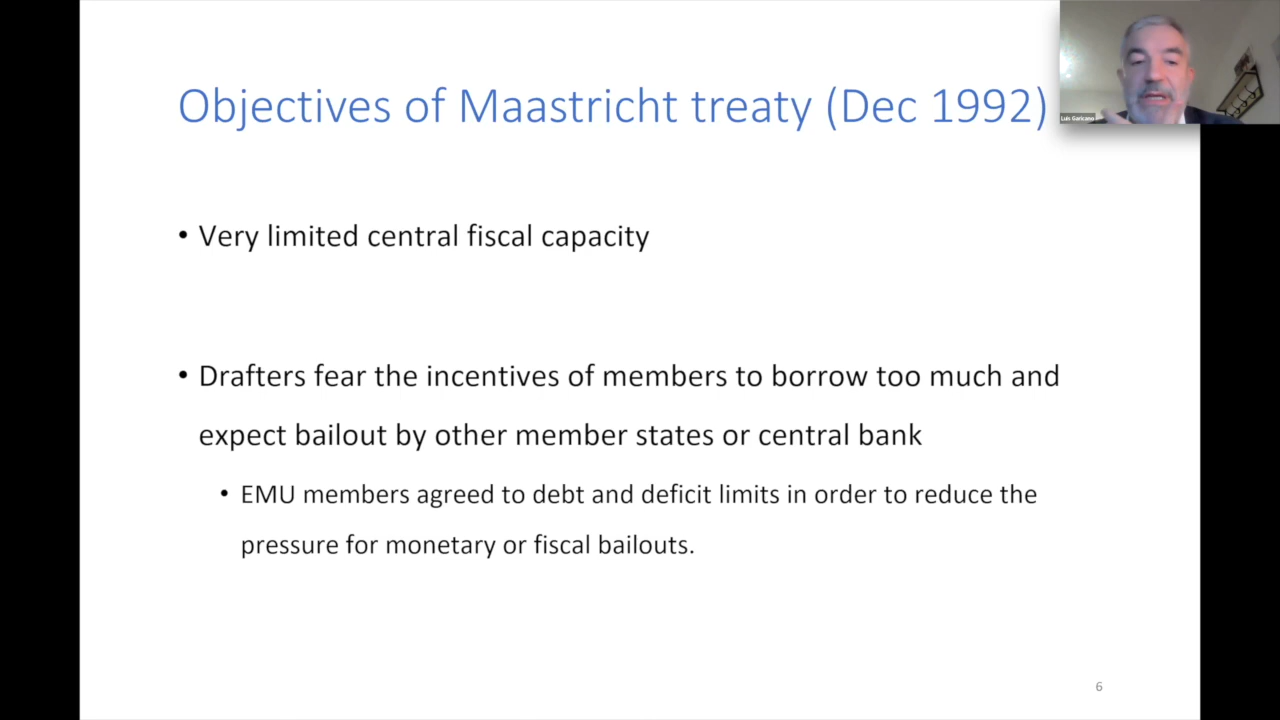 Objectives of Maastricht treaty (Dec 1992)
Luis Garicano
• Very limited central fiscal capacity
• Drafters fear the incentives of members to borrow too much and
expect bailout by other member states or central bank
• EMU members agreed to debt and deficit limits in order to reduce the
pressure for monetary or fiscal bailouts.
6